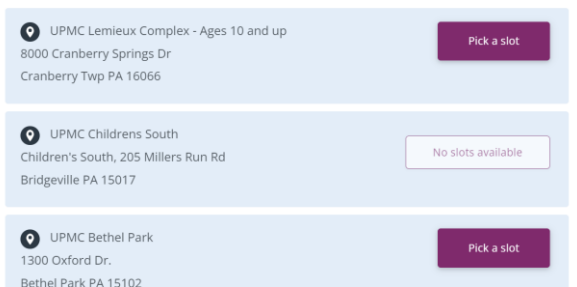 UPMC Lemieux Complex - Ages 10 and up
8000 Cranberry Springs Dr
Cranberry Twp PA 16066
Pick a slot
UPMC Childrens South
Children's South, 205 Millers Run Rd
Bridgeville PA 15017
No slots available
UPMC Bethel Park
1300 Oxford Dr.
Bethel Park PA 15102
Pick a slot